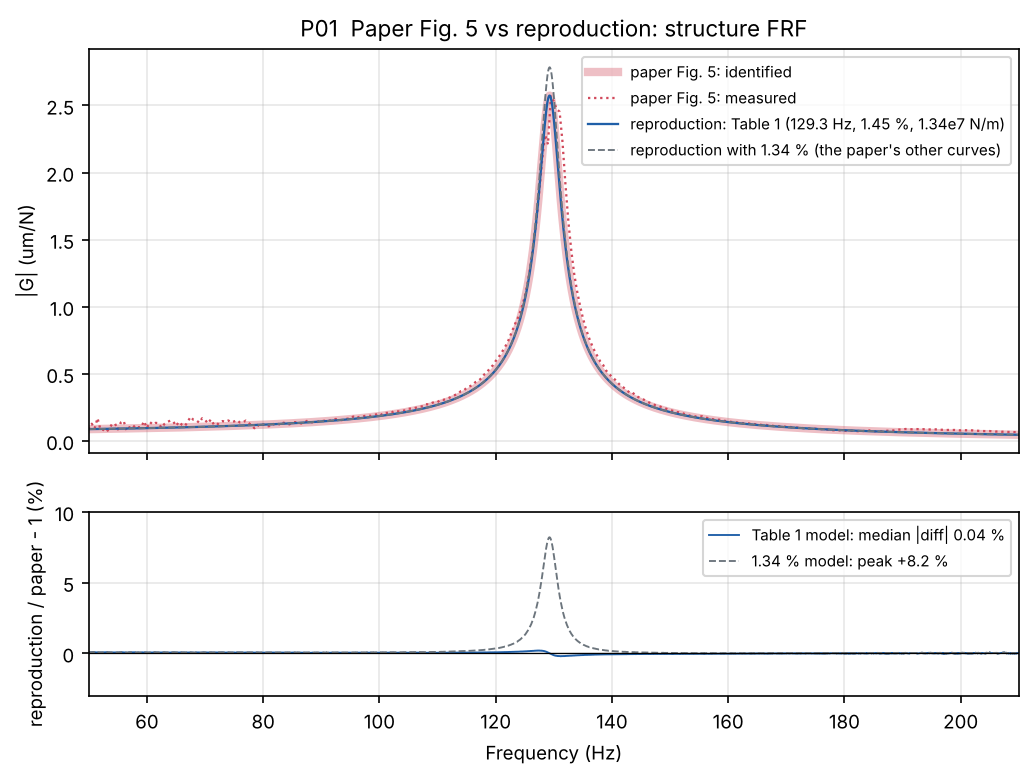 P01  Paper Fig. 5 vs reproduction: structure FRF
|G| (um/N)
2.5
2.0
1.5
1.0
0.5
0.0
paper Fig. 5: identified
paper Fig. 5: measured
reproduction: Table 1 (129.3 Hz, 1.45 %, 1.34e7 N/m)
reproduction with 1.34 % (the paper's other curves)
reproduction / paper - 1 (%)
10
5
0
Table 1 model: median |diff| 0.04 %
1.34 % model: peak +8.2 %
60 80 100 120 140 160 180 200
Frequency (Hz)